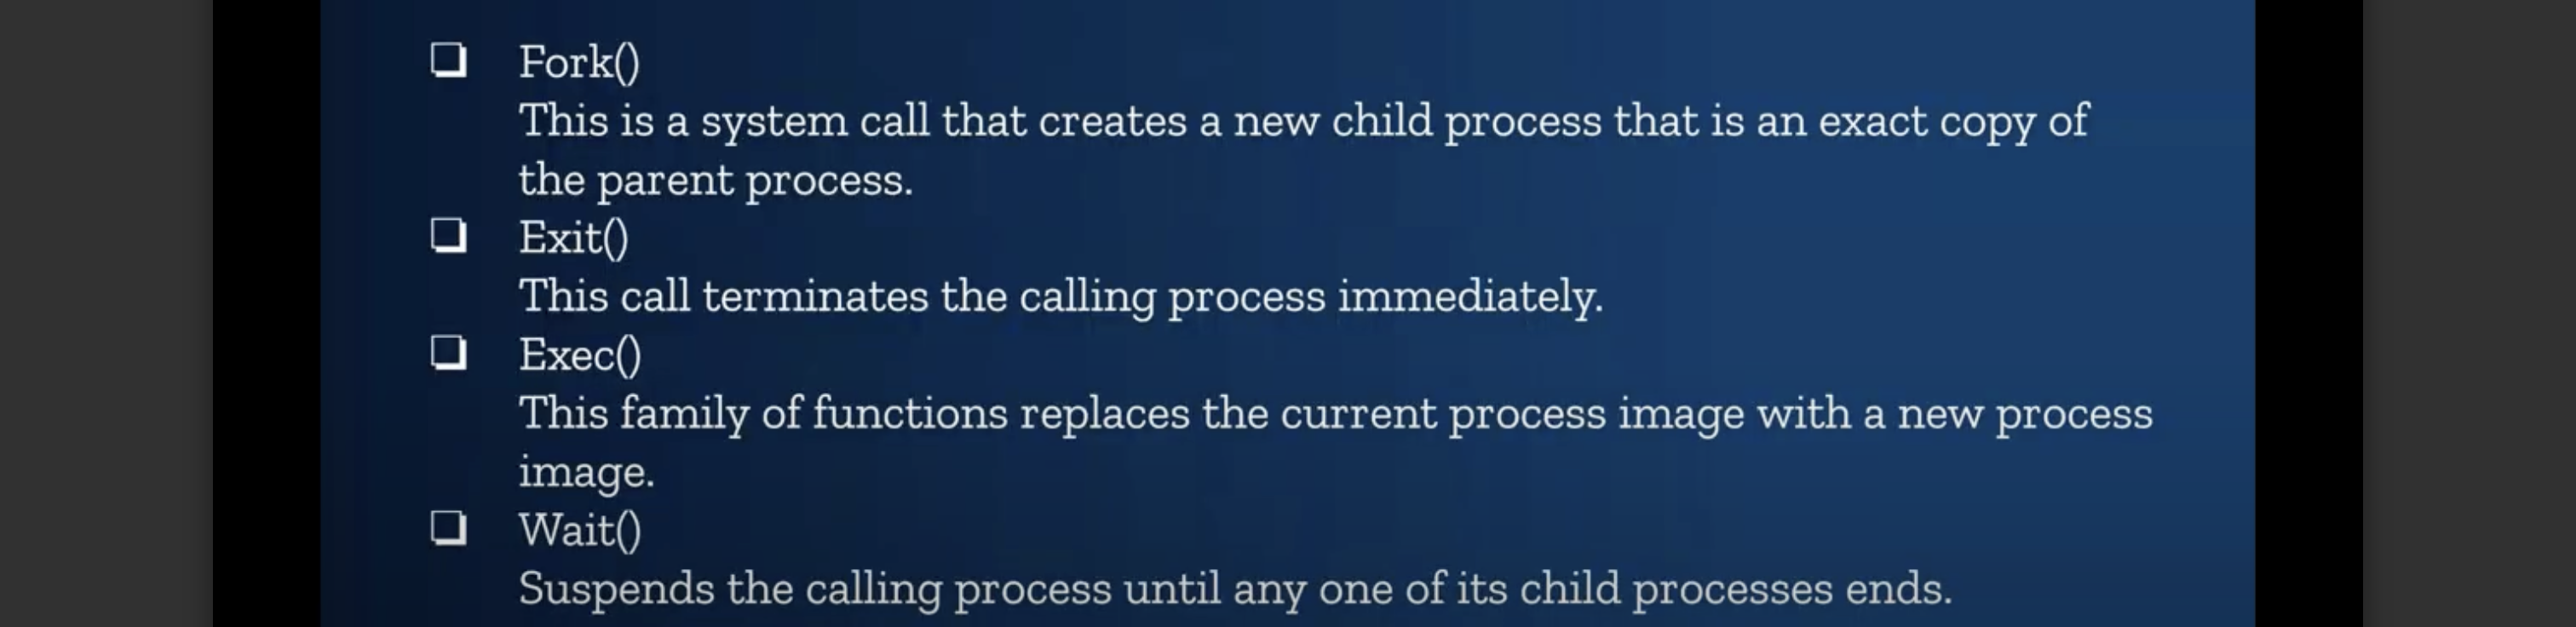 Fork()
This is a system call that creates a new child process that is an exact copy of
the parent process.
Exit()
This call terminates the calling process immediately.
Exec()
This family of functions replaces the current process image with a new process
image.
Wait()
Suspends the calling process until any one of its child processes ends.